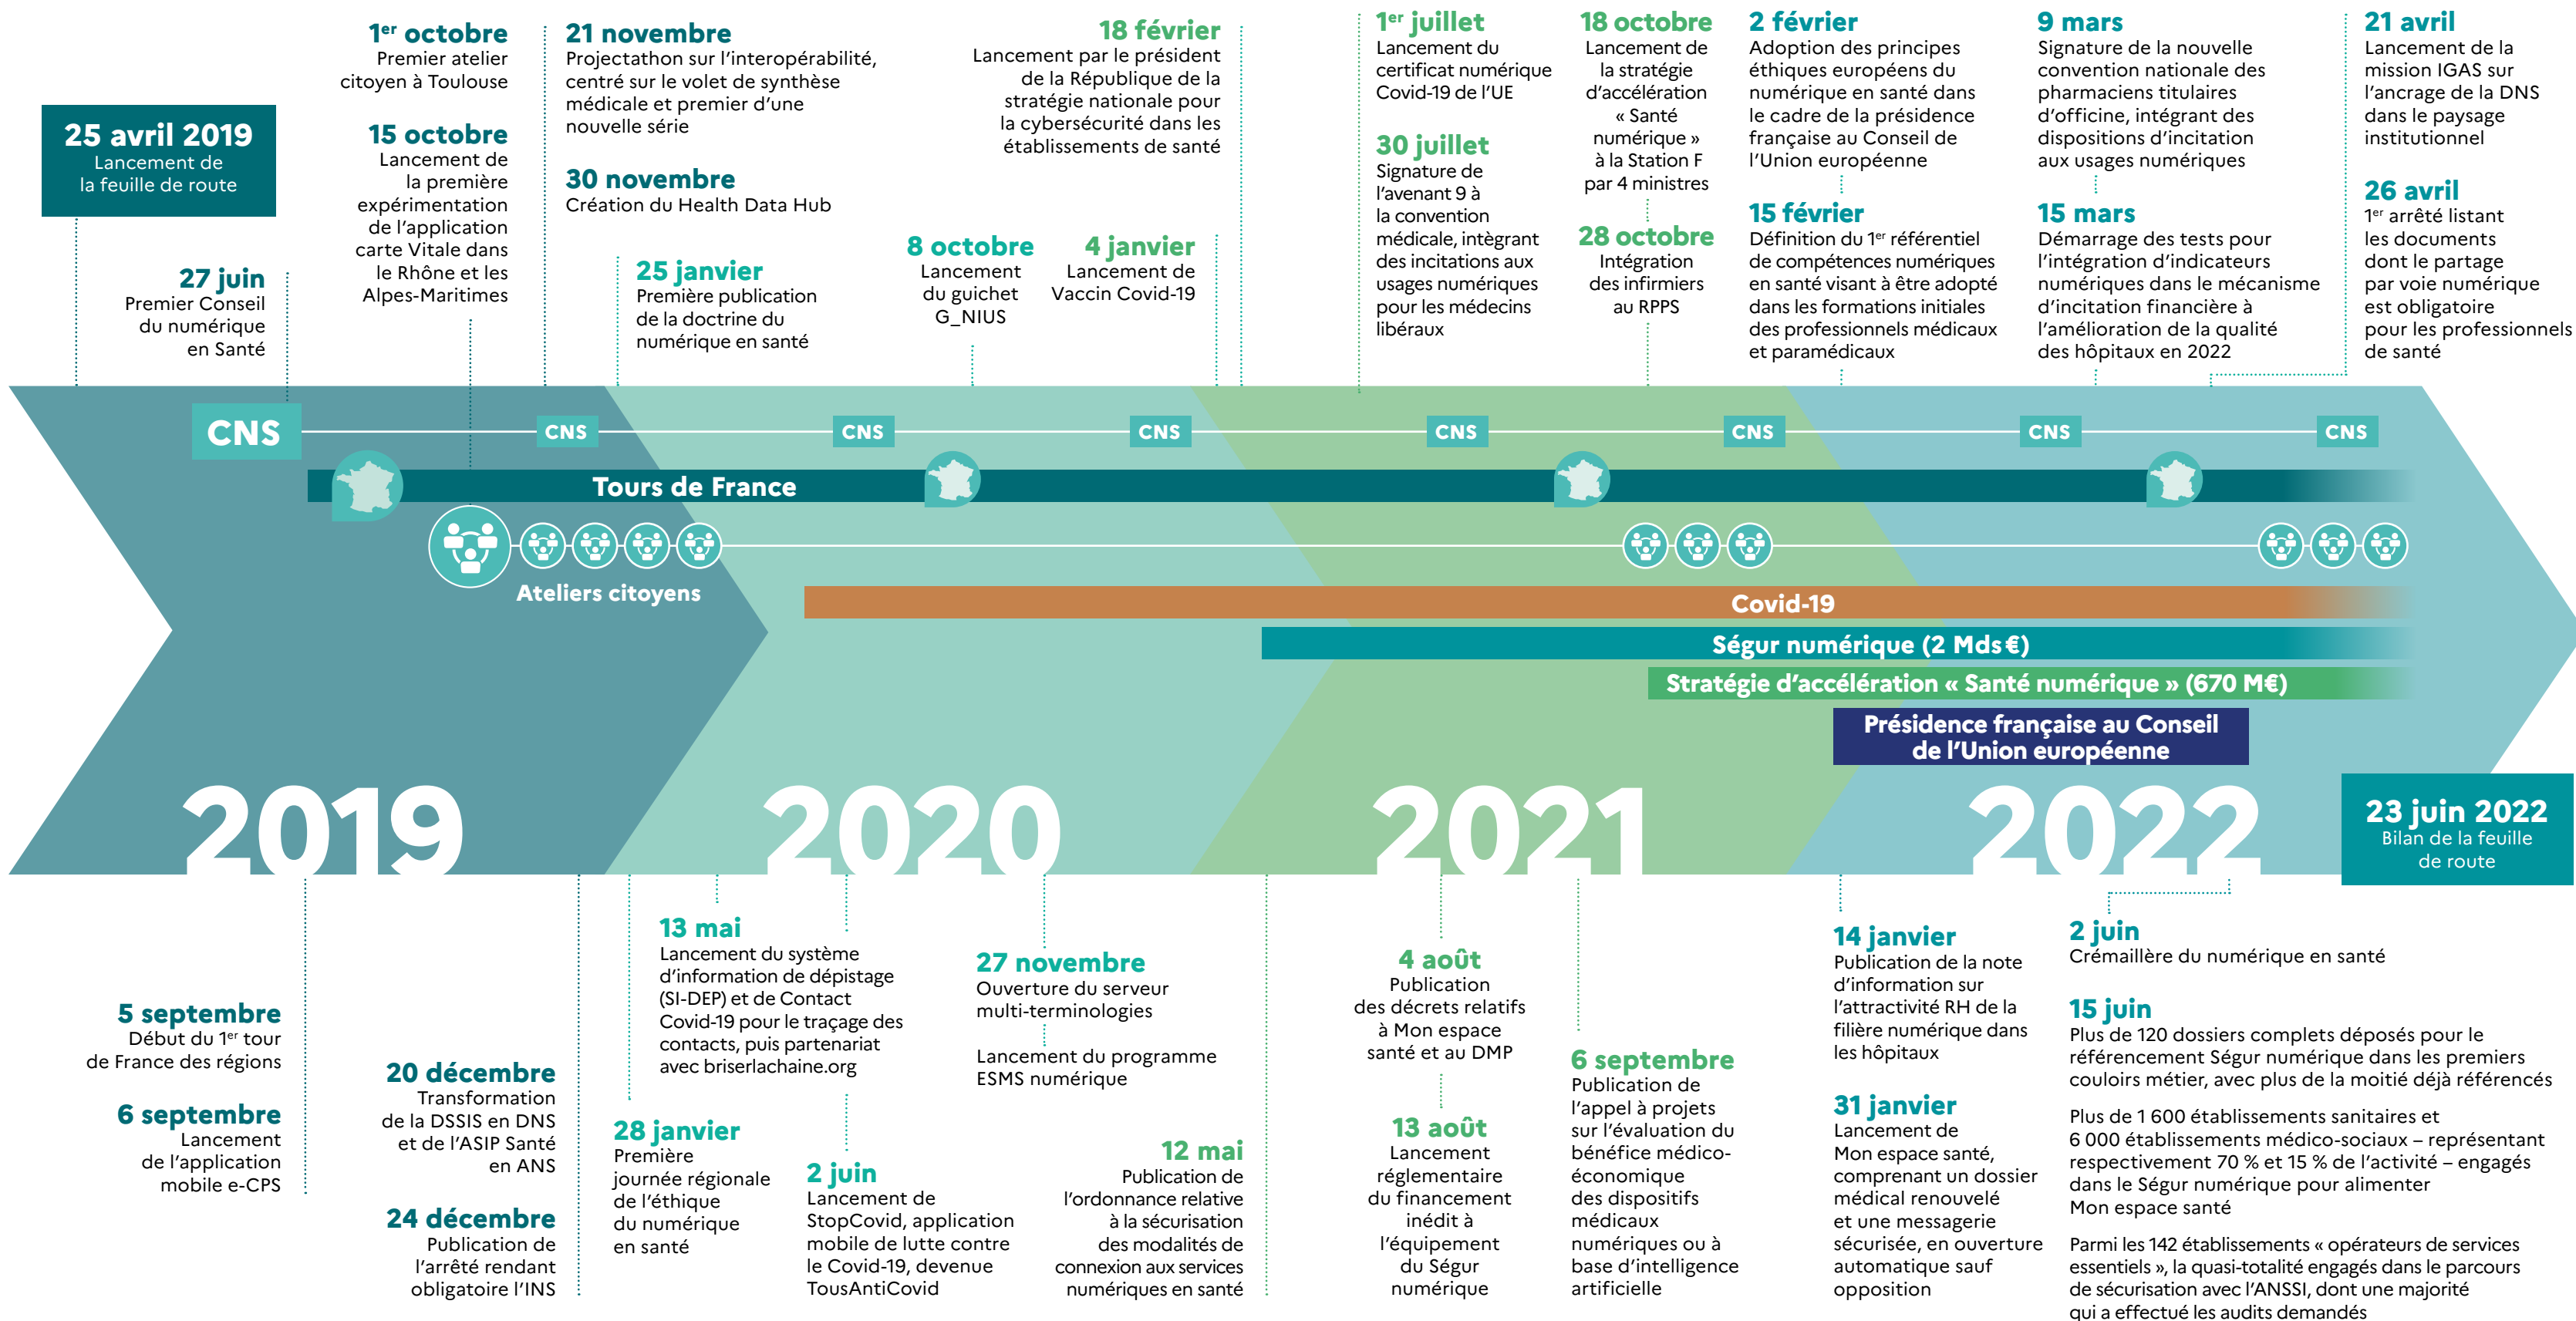 25 avril 2019
Lancement de
la feuille de route
27 juin
Premier Conseil
du numérique
en Santé
1er octobre
Premier atelier
citoyen à Toulouse
15 octobre
Lancement de
la première
expérimentation
de l'application
carte Vitale dans
le Rhône et les
Alpes-Maritimes
21 novembre
Projectathon sur l'interopérabilité,
centré sur le volet de synthèse
médicale et premier d'une
nouvelle série
30 novembre
Création du Health Data Hub
25 janvier
Première publication
de la doctrine du
numérique en santé
8 octobre
Lancement
du guichet
G_NIUS
4 janvier
Lancement de
Vaccin Covid-19
18 février
Lancement par le président
de la République de la
stratégie nationale pour
la cybersécurité dans les
établissements de santé
1er juillet
Lancement du
certificat numérique
Covid-19 de l'UE
30 juillet
Signature de
l'avenant 9 à
la convention
médicale, intègrant
des incitations aux
usages numériques
pour les médecins
libéraux
18 octobre
Lancement de
la stratégie
d'accélération
« Santé
numérique »
à la Station F
par 4 ministres
28 octobre
Intégration
des infirmiers
au RPPS
2 février
Adoption des principes
éthiques européens du
numérique en santé dans
le cadre de la présidence
française au Conseil de
l'Union européenne
15 février
Définition du 1er référentiel
de compétences numériques
en santé visant à être adopté
dans les formations initiales
des professionnels médicaux
et paramédicaux
9 mars
Signature de la nouvelle
convention nationale des
pharmaciens titulaires
d'officine, intégrant des
dispositions d'incitation
aux usages numériques
15 mars
Démarrage des tests pour
l'intégration d'indicateurs
numériques dans le mécanisme
d'incitation financière à
l'amélioration de la qualité
des hôpitaux en 2022
21 avril
Lancement de la
mission IGAS sur
l'ancrage de la DNS
dans le paysage
institutionnel
26 avril
1er arrêté listant
les documents
dont le partage
par voie numérique
est obligatoire
pour les professionnels
de santé
CNS
CNS
CNS
CNS
CNS
CNS
CNS
CNS
Tours de France
Ateliers citoyens
Covid-19
Ségur numérique (2 Mds €)
Stratégie d'accélération « Santé numérique » (670 M€)
Présidence française au Conseil
de l'Union européenne
2019
2020
2021
2022
23 juin 2022
Bilan de la feuille
de route
5 septembre
Début du 1er tour
de France des régions
6 septembre
Lancement
de l'application
mobile e-CPS
20 décembre
Transformation
de la DSSIS en DNS
et de l'ASIP Santé
en ANS
24 décembre
Publication de
l'arrêté rendant
obligatoire l'INS
13 mai
Lancement du système
d'information de dépistage
(SI-DEP) et de Contact
Covid-19 pour le traçage des
contacts, puis partenariat
avec briserlachaine.org
28 janvier
Première
journée régionale
de l'éthique
du numérique
en santé
2 juin
Lancement de
StopCovid, application
mobile de lutte contre
le Covid-19, devenue
TousAntiCovid
27 novembre
Ouverture du serveur
multi-terminologies
Lancement du programme
ESMS numérique
12 mai
Publication de
l'ordonnance relative
à la sécurisation
des modalités de
connexion aux services
numériques en santé
4 août
Publication
des décrets relatifs
à Mon espace
santé et au DMP
13 août
Lancement
réglementaire
du financement
inédit à
l'équipement
du Ségur
numérique
6 septembre
Publication de
l'appel à projets
sur l'évaluation du
bénéfice médico-
économique
des dispositifs
médicaux
numériques ou à
base d'intelligence
artificielle
14 janvier
Publication de la note
d'information sur
l'attractivité RH de la
filière numérique dans
les hôpitaux
31 janvier
Lancement de
Mon espace santé,
comprenant un dossier
médical renouvelé
et une messagerie
sécurisée, en ouverture
automatique sauf
opposition
2 juin
Crémaillère du numérique en santé
15 juin
Plus de 120 dossiers complets déposés pour le
référencement Ségur numérique dans les premiers
couloirs métier, avec plus de la moitié déjà référencés
Plus de 1 600 établissements sanitaires et
6 000 établissements médico-sociaux – représentant
respectivement 70 % et 15 % de l'activité – engagés
dans le Ségur numérique pour alimenter
Mon espace santé
Parmi les 142 établissements « opérateurs de services
essentiels », la quasi-totalité engagés dans le parcours
de sécurisation avec l'ANSSI, dont une majorité
qui a effectué les audits demandés